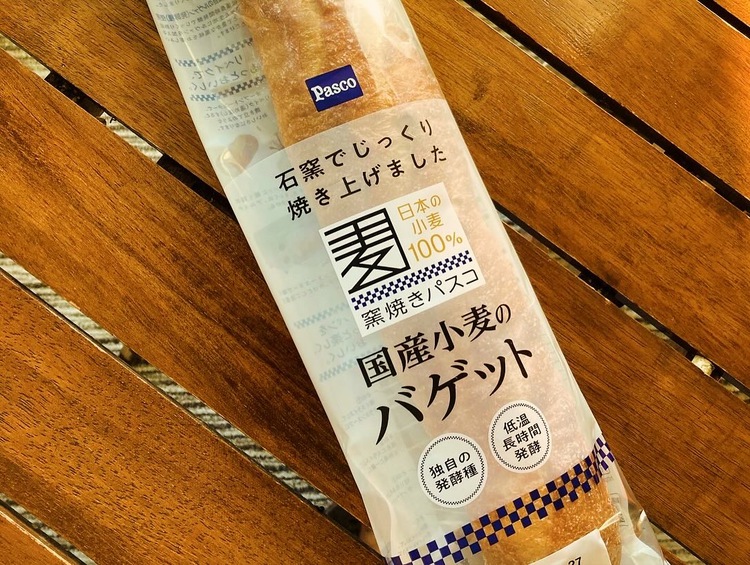 Pasco
石窯でじっくり
焼き上げました
麦
日本の
小麦
100%
窯焼きパスコ
国産小麦の
バゲット
独自の
発酵種
低温
長時間
発酵
27